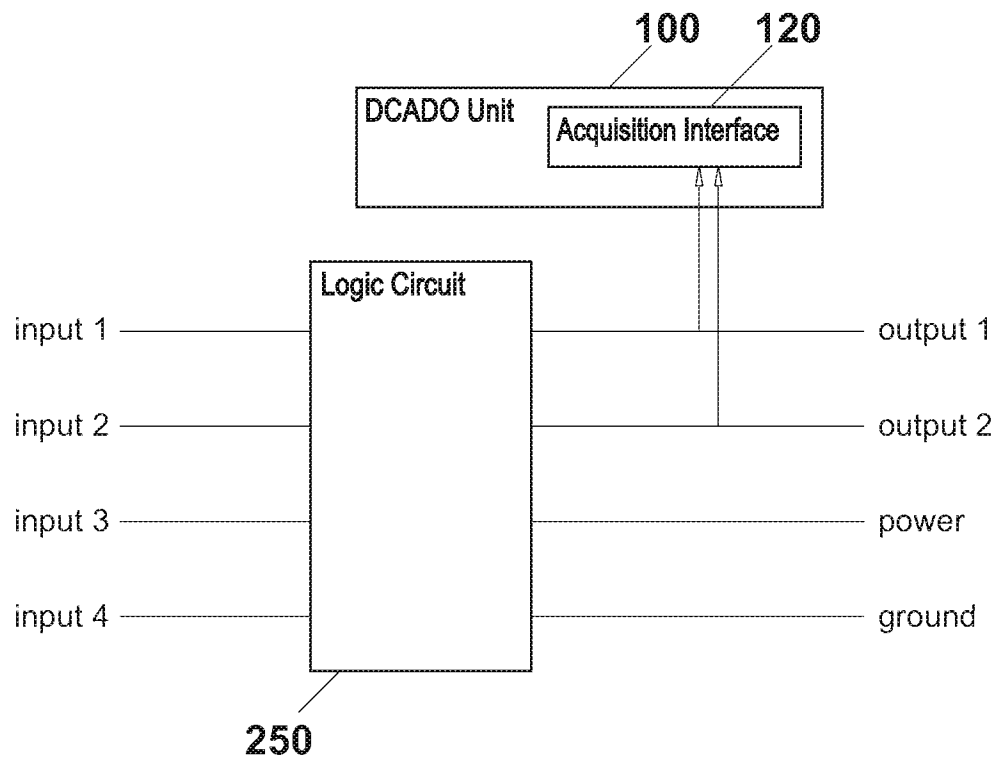 100
120
DCADO Unit
Acquisition Interface
Logic Circuit
input 1
output 1
input 2
output 2
input 3
power
input 4
ground
250